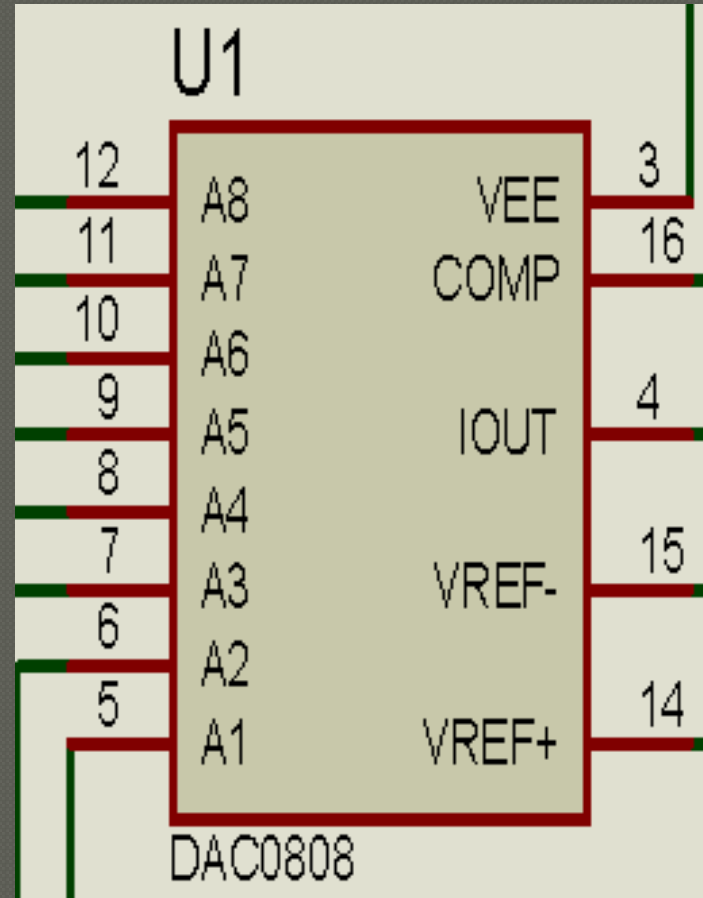 U1
12 A8 VEE 3
11 A7 COMP 16
10 A6
9 A5 IOUT 4
8 A4
7 A3 VREF- 15
6 A2
5 A1 VREF+ 14
DAC0808